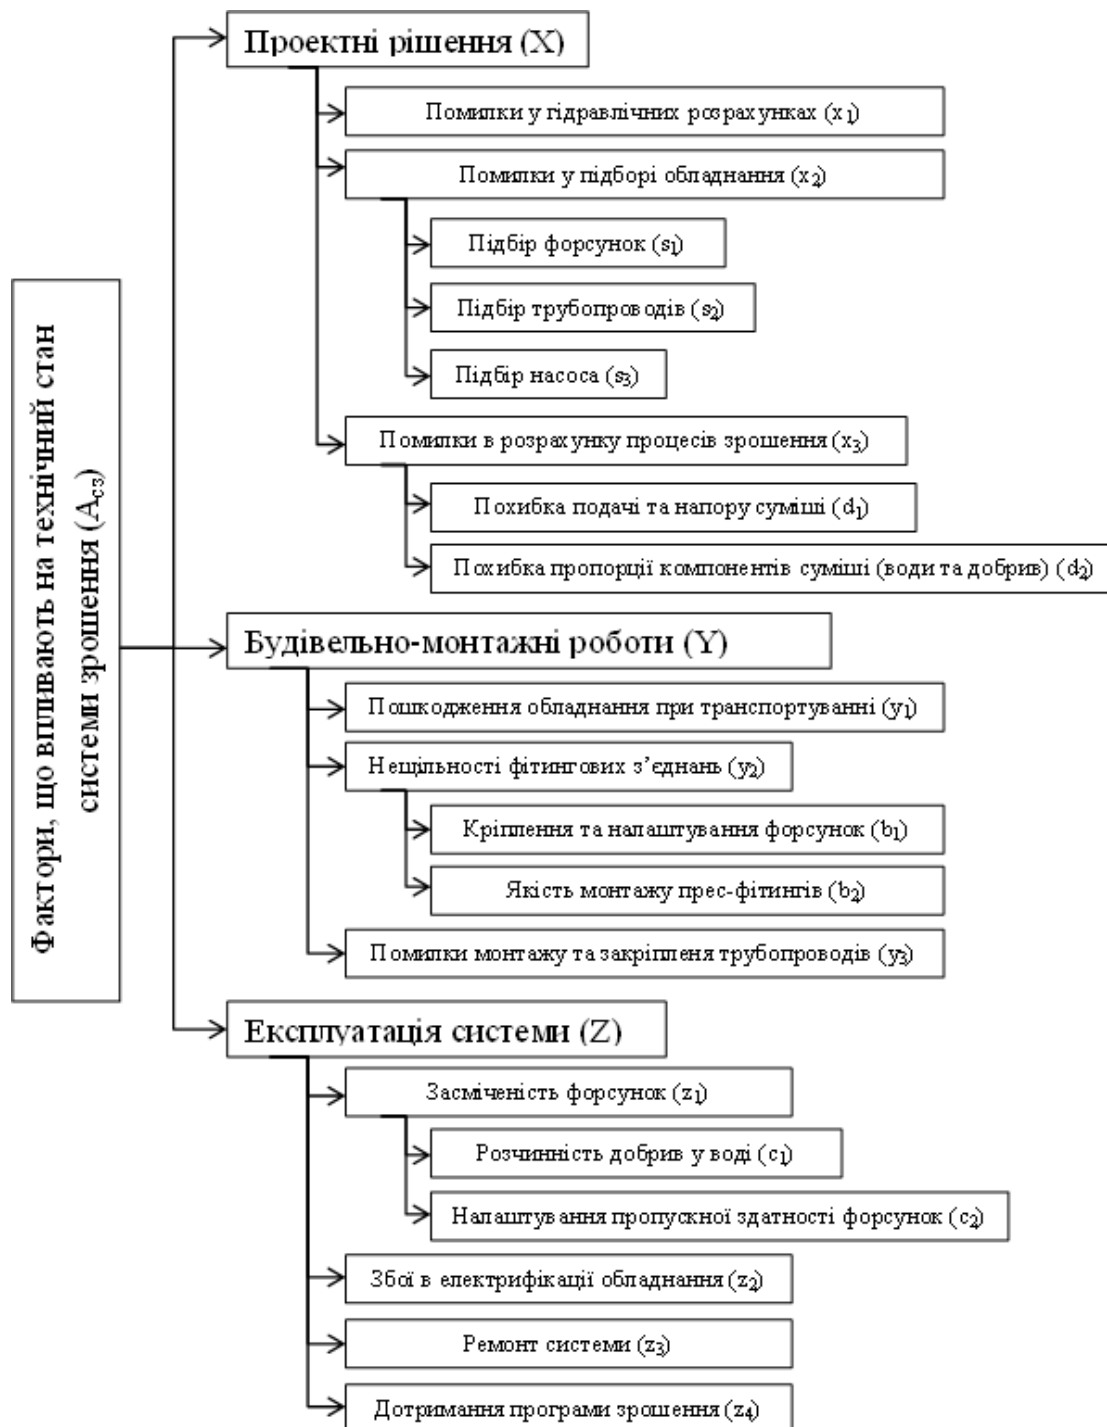 Фактори, що впливають на технічний стан
системи зрошення (Aсз)
Проектні рішення (X)
Помилки у гідравлічних розрахунках (x1)
Помилки у підборі обладнання (x2)
Підбір форсунок (s1)
Підбір трубопроводів (s2)
Підбір насоса (s3)
Помилки в розрахунку процесів зрошення (x3)
Похибка подачі та напору суміші (d1)
Похибка пропорції компонентів суміші (води та добрив) (d2)
Будівельно-монтажні роботи (Y)
Пошкодження обладнання при транспортуванні (y1)
Нещільності фітингових з’єднань (y2)
Кріплення та налаштування форсунок (b1)
Якість монтажу прес-фітингів (b2)
Помилки монтажу та закріпленя трубопроводів (y3)
Експлуатація системи (Z)
Засміченість форсунок (z1)
Розчинність добрив у воді (c1)
Налаштування пропускної здатності форсунок (c2)
Збої в електрифікації обладнання (z2)
Ремонт системи (z3)
Дотримання програми зрошення (z4)